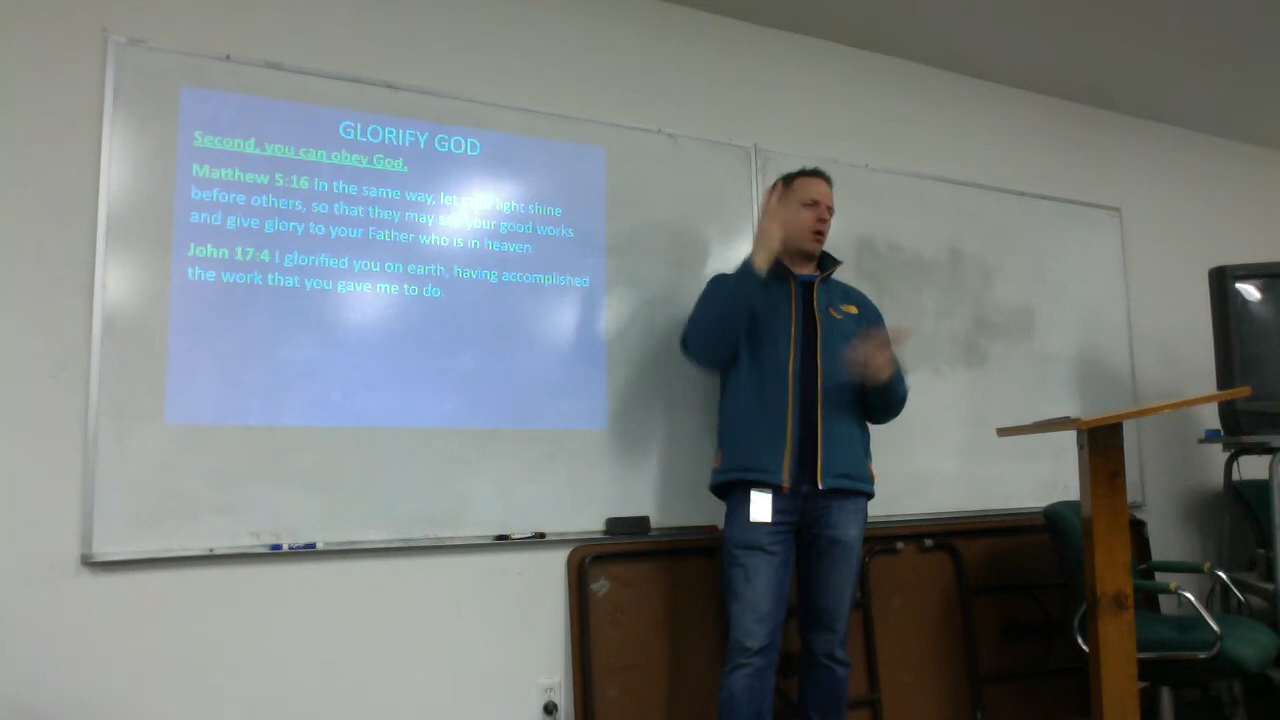 GLORIFY GOD
Second, you can obey God.
Matthew 5:16 In the same way, let your light shine
before others, so that they may see your good works
and give glory to your Father who is in heaven.
John 17:4 I glorified you on earth, having accomplished
the work that you gave me to do.